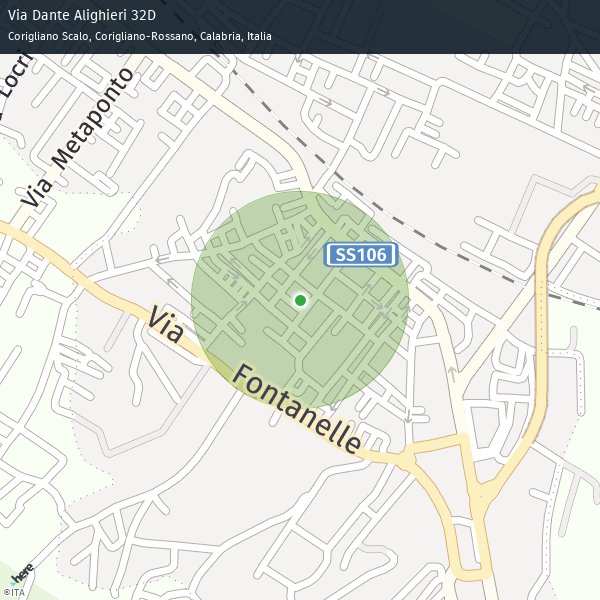 Via Dante Alighieri 32D
Corigliano Scalo, Corigliano-Rossano, Calabria, Italia
Locri
Via Metaponto
SS106
Via Fontanelle
here
©ITA